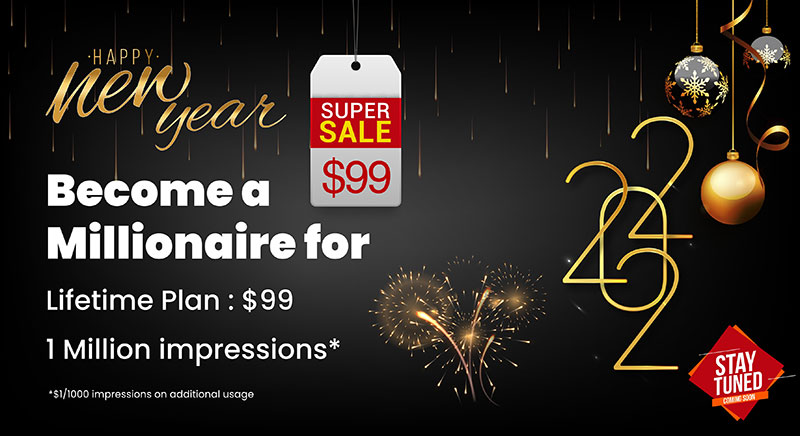 ·HAPPY·
New
year
SUPER
SALE
$99
Become a
Millionaire for
Lifetime Plan : $99
1 Million impressions*
*$1/1000 impressions on additional usage
2022
STAY
TUNED
COMING SOON